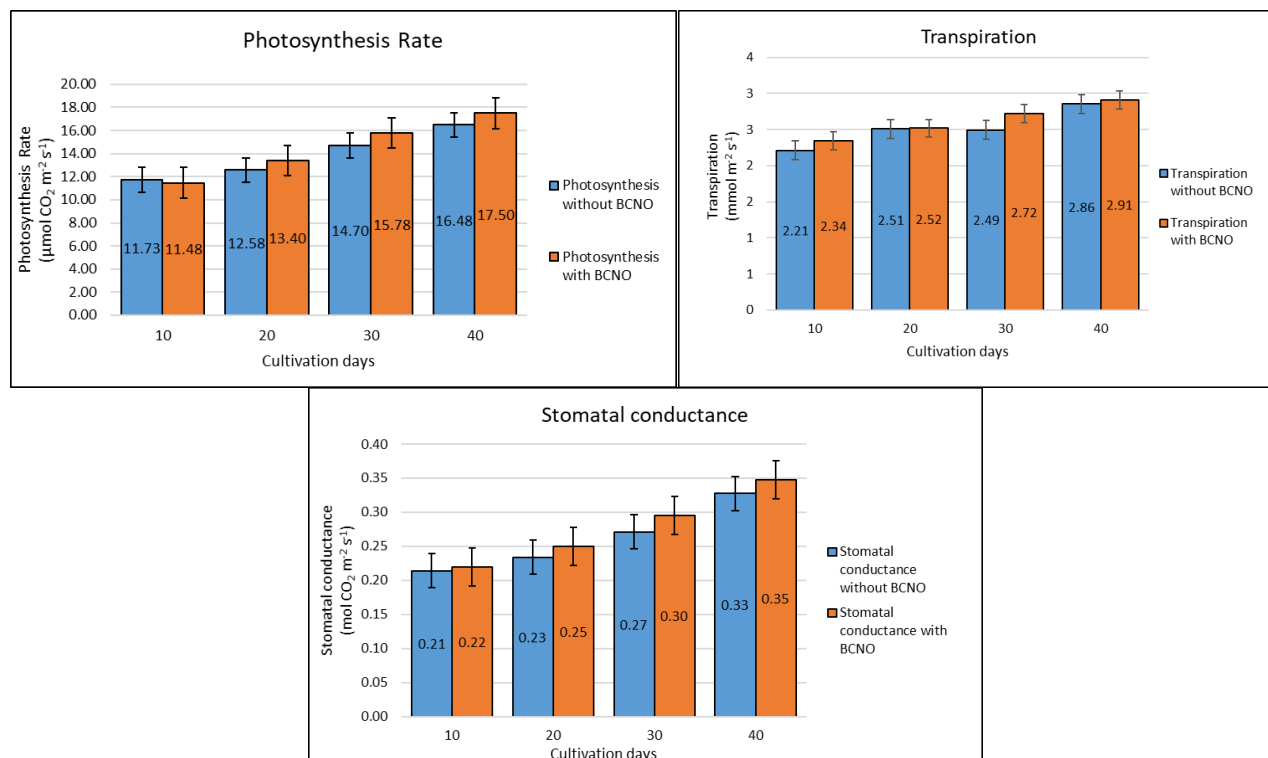 Photosynthesis Rate
Photosynthesis Rate
(µmol CO₂ m⁻² s⁻¹)
20.00
18.00
16.00
14.00
12.00
10.00
8.00
6.00
4.00
2.00
0.00
11.73
11.48
12.58
13.40
14.70
15.78
16.48
17.50
10
20
30
40
Cultivation days
Photosynthesis
without BCNO
Photosynthesis
with BCNO
Transpiration
Transpiration
(mmol m⁻² s⁻¹)
4
3
3
2
2
1
1
0
2.21
2.34
2.51
2.52
2.49
2.72
2.86
2.91
10
20
30
40
Cultivation days
Transpiration
without BCNO
Transpiration
with BCNO
Stomatal conductance
Stomatal conductance
(mol CO₂ m⁻² s⁻¹)
0.40
0.35
0.30
0.25
0.20
0.15
0.10
0.05
0.00
0.21
0.22
0.23
0.25
0.27
0.30
0.33
0.35
10
20
30
40
Cultivation days
Stomatal
conductance
without BCNO
Stomatal
conductance with
BCNO